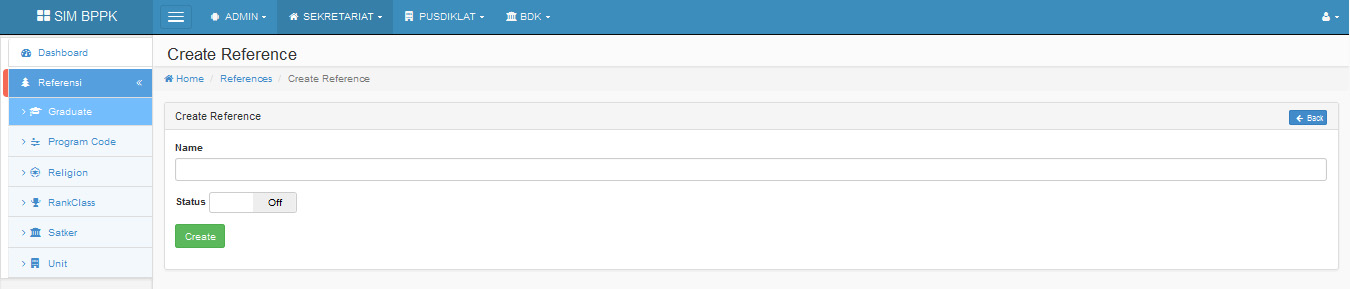 SIM BPPK
ADMIN
SEKRETARIAT
PUSDIKLAT
BDK
Dashboard
Referensi
Graduate
Program Code
Religion
RankClass
Satker
Unit
Create Reference
Home / References / Create Reference
Create Reference
Back
Name
Status Off
Create